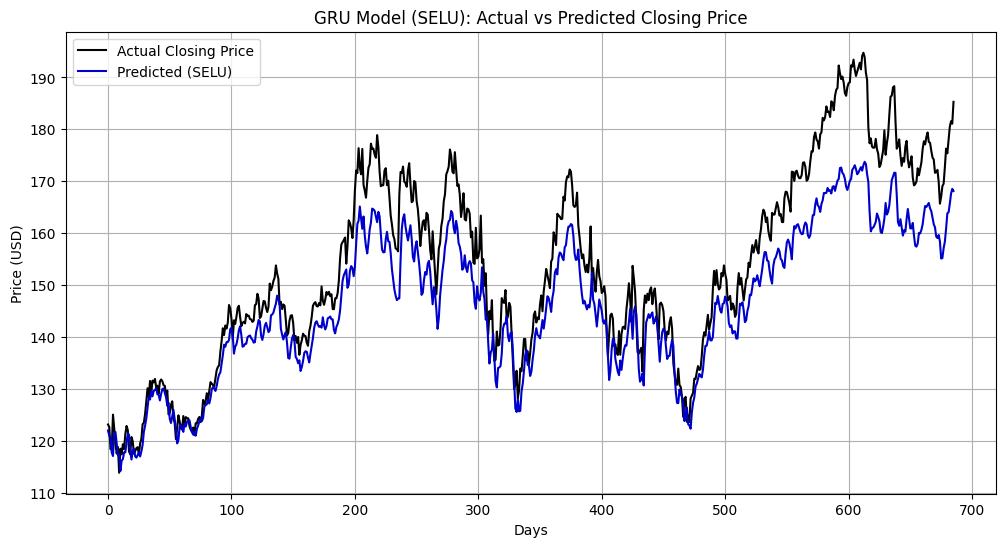 GRU Model (SELU): Actual vs Predicted Closing Price
Actual Closing Price
Predicted (SELU)
Price (USD)
190
180
170
160
150
140
130
120
110
0 100 200 300 400 500 600 700
Days